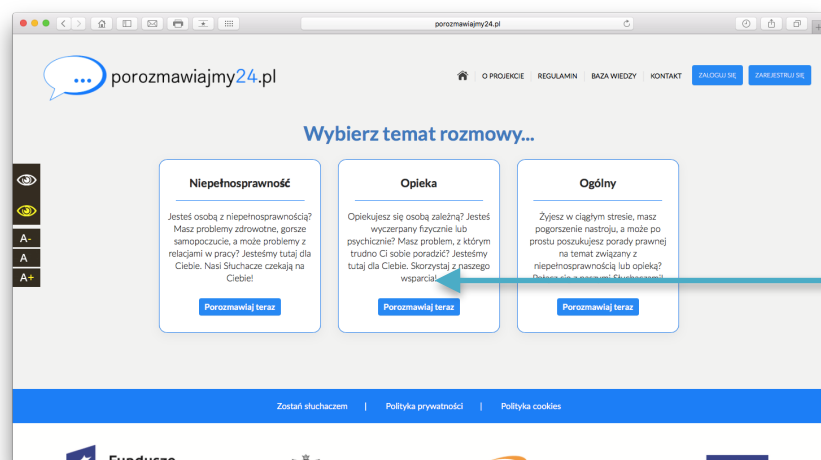 porozmawiajmy24.pl
... porozmawiajmy24.pl
O PROJEKCIE
REGULAMIN
BAZA WIEDZY
KONTAKT
ZALOGUJ SIĘ
ZAREJESTRUJ SIĘ
Wybierz temat rozmowy...
Niepełnosprawność
Jesteś osobą z niepełnosprawnością?
Masz problemy zdrowotne, gorsze
samopoczucie, a może problemy z
relacjami w pracy? Jesteśmy tutaj dla
Ciebie. Nasi Słuchacze czekają na
Ciebie!
Porozmawiaj teraz
Opieka
Opiekujesz się osobą zależną? Jesteś
wyczerpany fizycznie lub
psychicznie? Masz problem, z którym
trudno Ci sobie poradzić? Jesteśmy
tutaj dla Ciebie. Skorzystaj z naszego
wsparcia!
Porozmawiaj teraz
Ogólny
Żyjesz w ciągłym stresie, masz
pogorszenie nastroju, a może po
prostu poszukujesz porady prawnej
na temat związany z
niepełnosprawnością lub opieką?
Porozmawiaj teraz
A-
A
A+
Zostań słuchaczem | Polityka prywatności | Polityka cookies